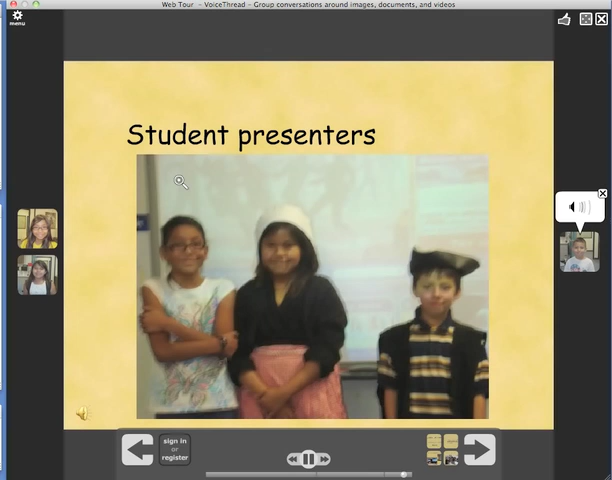 Web Tour - VoiceThread - Group conversations around images, documents, and videos
menu
Student presenters
sign in
or
register